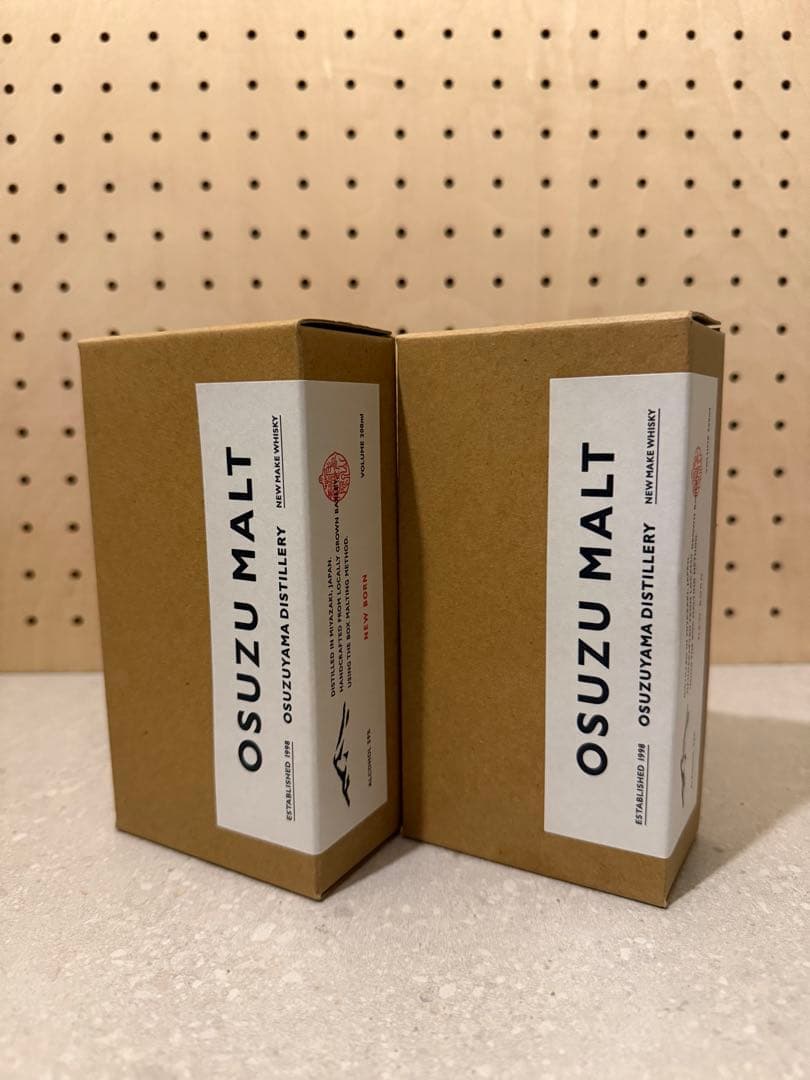 OSUZU MALT
ESTABLISHED 1998 OSUZUYAMA DISTILLERY NEW MAKE WHISKY
DISTILLED IN MIYAZAKI, JAPAN.
HANDCRAFTED FROM LOCALLY GROWN BARLEY
USING THE BOX MALTING METHOD.
NEW BORN
ALCOHOL
VOLUME 200ml
OSUZU MALT
ESTABLISHED 1998 OSUZUYAMA DISTILLERY NEW MAKE WHISKY